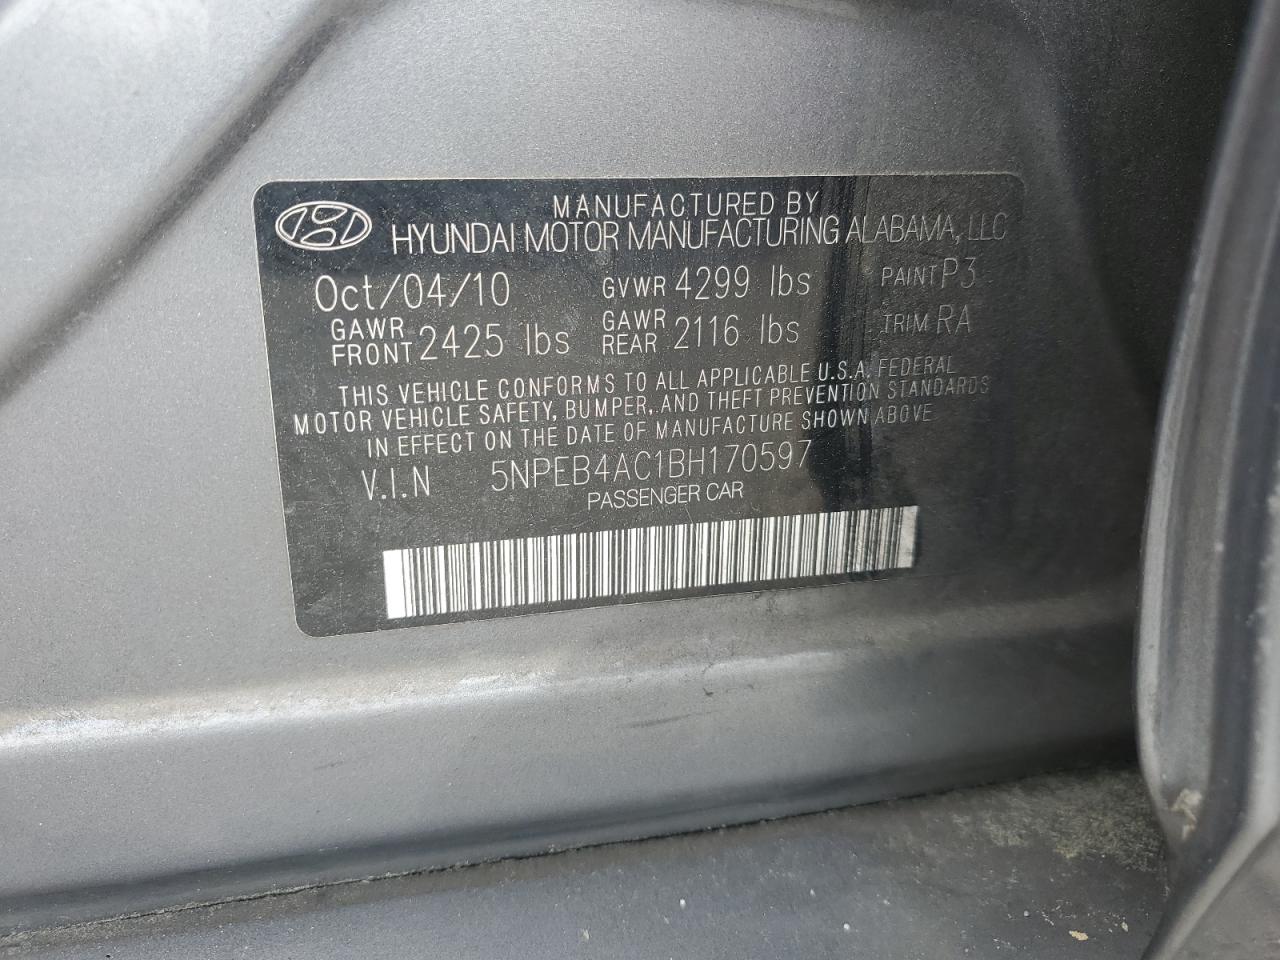 MANUFACTURED BY
HYUNDAI MOTOR MANUFACTURING ALABAMA, LLC
Oct/04/10 GVWR 4299 lbs PAINT P3
GAWR FRONT 2425 lbs GAWR REAR 2116 lbs TRIM RA
THIS VEHICLE CONFORMS TO ALL APPLICABLE U.S.A. FEDERAL
MOTOR VEHICLE SAFETY, BUMPER, AND THEFT PREVENTION STANDARDS
IN EFFECT ON THE DATE OF MANUFACTURE SHOWN ABOVE
V.I.N 5NPEB4AC1BH170597
PASSENGER CAR